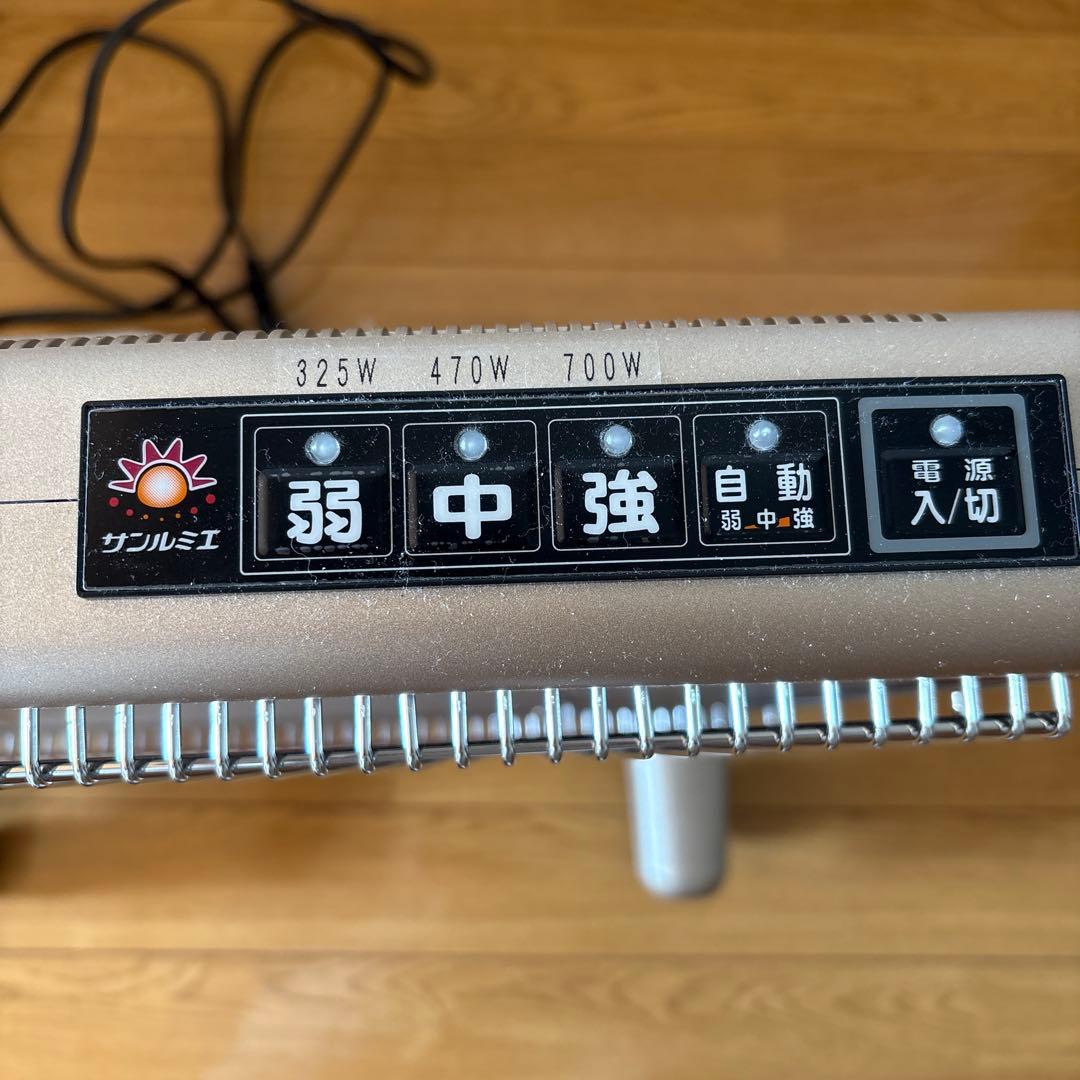 325W 470W 700W
サンルミエ
弱
中
強
自動
弱 中 強
電源
入/切